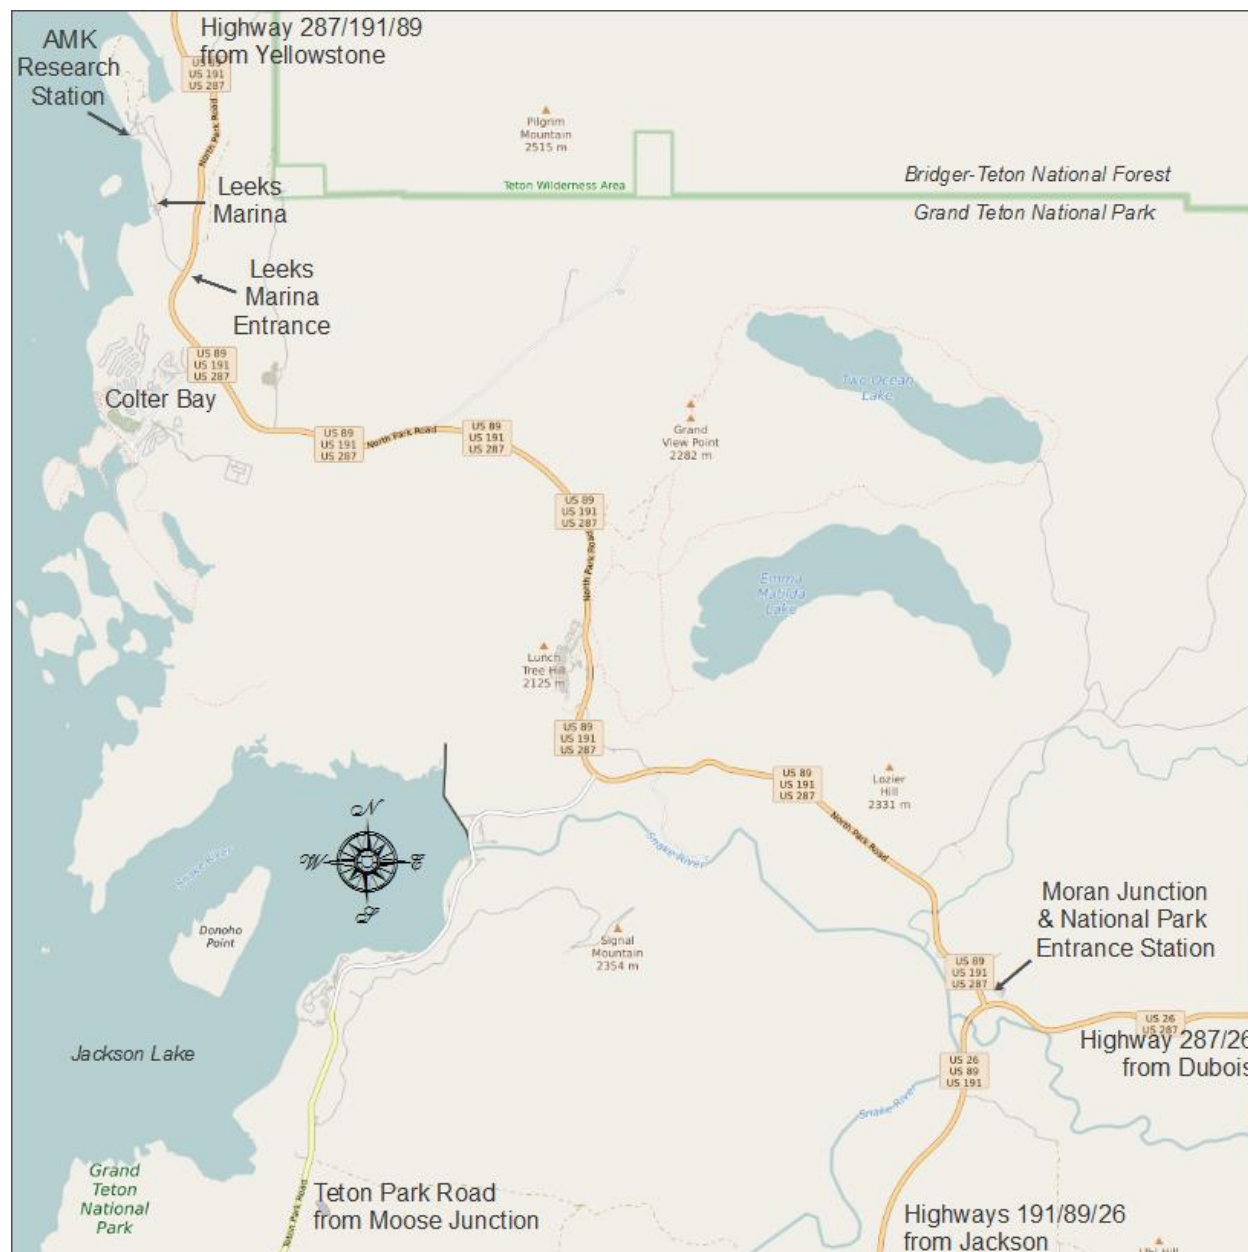 Highway 287/191/89
from Yellowstone
AMK
Research
Station
US 89
US 191
US 287
North Park Road
Pilgrim
Mountain
2515 m
Bridger-Teton National Forest
Teton Wilderness Area
Grand Teton National Park
Leeks
Marina
Leeks
Marina
Entrance
US 89
US 191
US 287
Colter Bay
Two Ocean
Lake
US 89
US 191
US 287
North Park Road
US 89
US 191
US 287
Grand
View Point
2282 m
US 89
US 191
US 287
North Park Road
Emma
Matilda
Lake
Lunch
Tree Hill
2125 m
US 89
US 191
US 287
US 89
US 191
US 287
Lozier
Hill
2331 m
North Park Road
Snake River
Snake River
N
W
E
S
Donoho
Point
Signal
Mountain
2354 m
Moran Junction
& National Park
Entrance Station
US 89
US 191
US 287
US 26
US 287
Highway 287/26
from Dubois
Jackson Lake
US 26
US 89
US 191
Snake River
Grand
Teton
National
Park
Teton Park Road
Teton Park Road
from Moose Junction
Highways 191/89/26
from Jackson